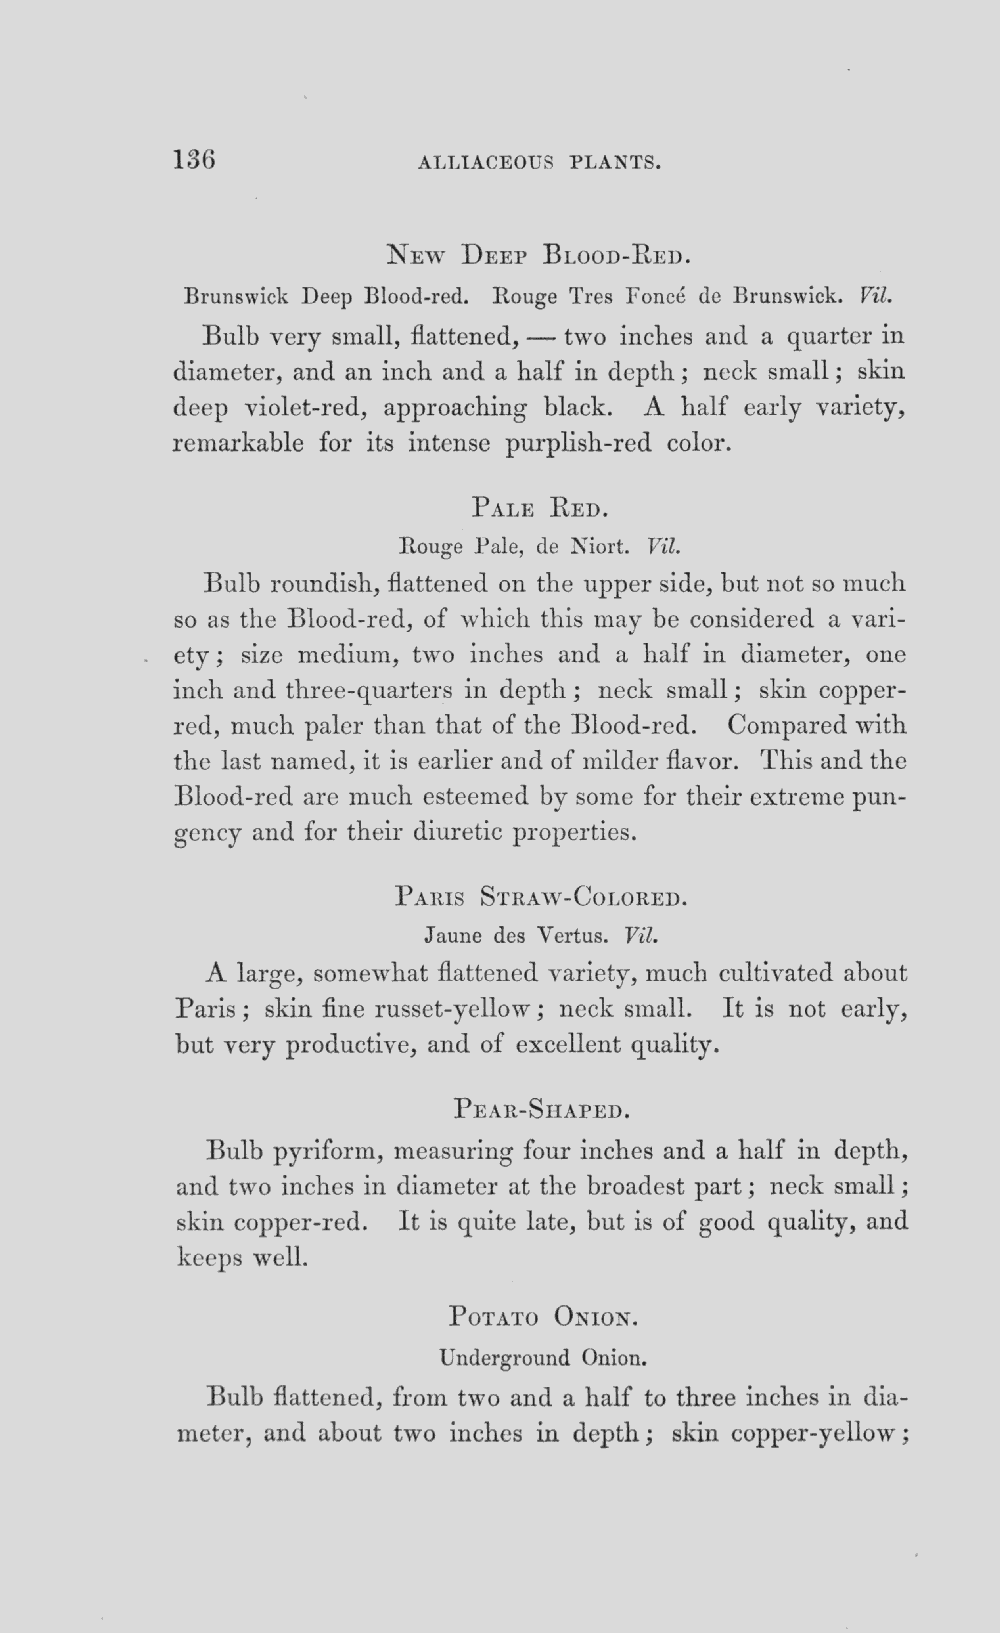 136
ALLIACEOUS PLANTS.
New Deep Blood-Red.
Brunswick Deep Blood-red. Rouge Tres Foncé de Brunswick. Vil.
Bulb very small, flattened, — two inches and a quarter in
diameter, and an inch and a half in depth; neck small; skin
deep violet-red, approaching black. A half early variety,
remarkable for its intense purplish-red color.
Pale Red.
Rouge Pale, de Niort. Vil.
Bulb roundish, flattened on the upper side, but not so much
so as the Blood-red, of which this may be considered a vari-
ety; size medium, two inches and a half in diameter, one
inch and three-quarters in depth; neck small; skin copper-
red, much paler than that of the Blood-red. Compared with
the last named, it is earlier and of milder flavor. This and the
Blood-red are much esteemed by some for their extreme pun-
gency and for their diuretic properties.
Paris Straw-Colored.
Jaune des Vertus. Vil.
A large, somewhat flattened variety, much cultivated about
Paris; skin fine russet-yellow; neck small. It is not early,
but very productive, and of excellent quality.
Pear-Shaped.
Bulb pyriform, measuring four inches and a half in depth,
and two inches in diameter at the broadest part; neck small;
skin copper-red. It is quite late, but is of good quality, and
keeps well.
Potato Onion.
Underground Onion.
Bulb flattened, from two and a half to three inches in dia-
meter, and about two inches in depth; skin copper-yellow;